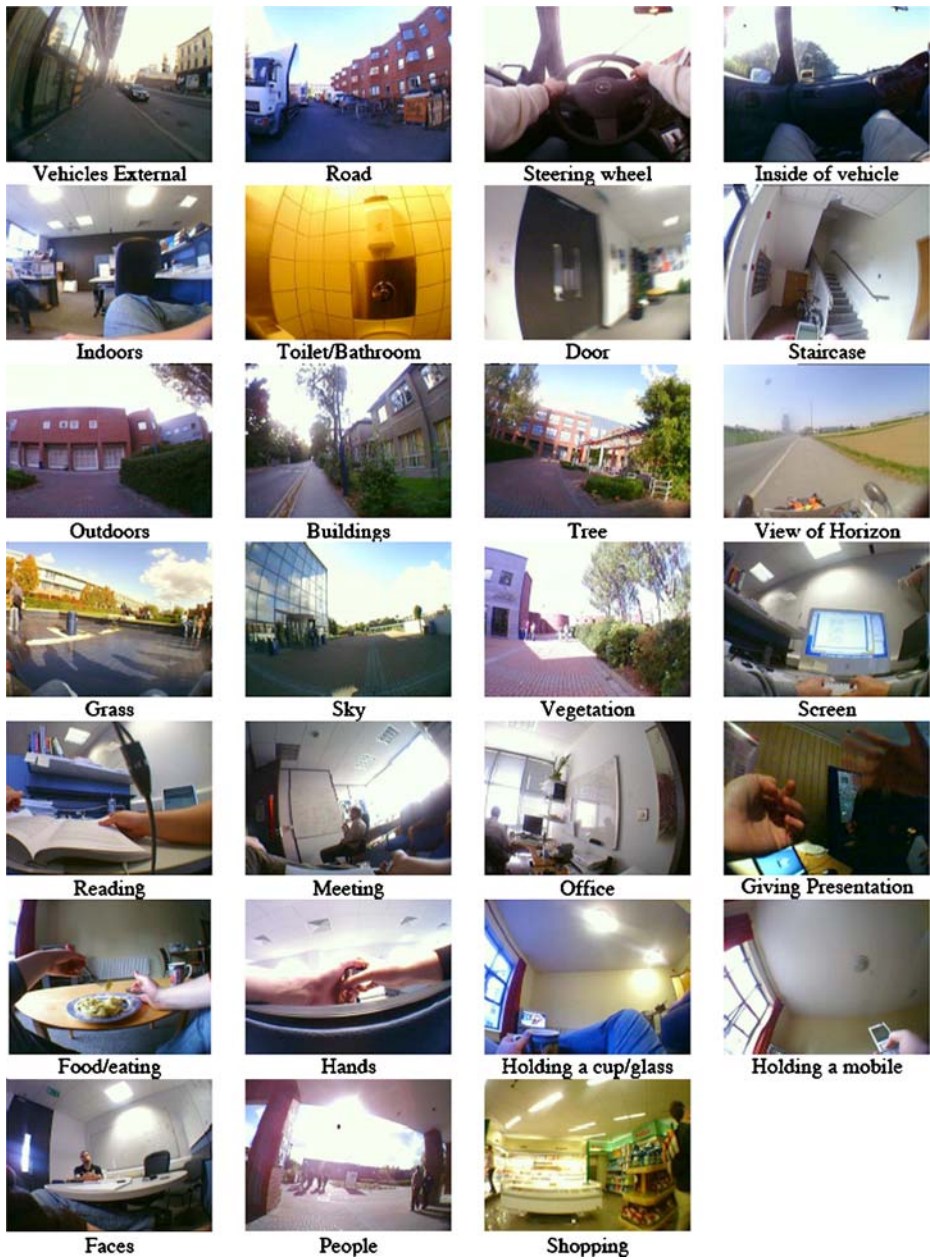 Vehicles External
Road
Steering wheel
Inside of vehicle
Indoors
Toilet/Bathroom
Door
Staircase
Outdoors
Buildings
Tree
View of Horizon
Grass
Sky
Vegetation
Screen
Reading
Meeting
Office
Giving Presentation
Food/eating
Hands
Holding a cup/glass
Holding a mobile
Faces
People
Shopping